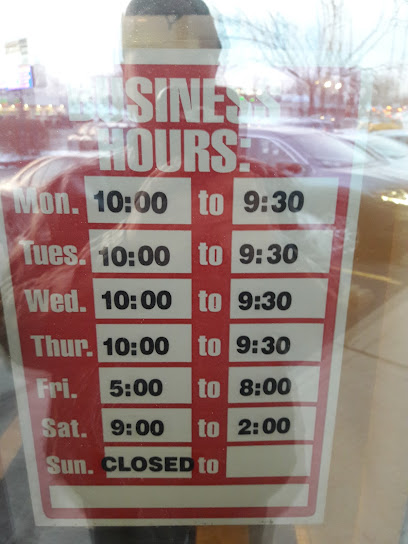 BUSINESS
HOURS:
Mon. 10:00 to 9:30
Tues. 10:00 to 9:30
Wed. 10:00 to 9:30
Thur. 10:00 to 9:30
Fri. 5:00 to 8:00
Sat. 9:00 to 2:00
Sun. CLOSED to